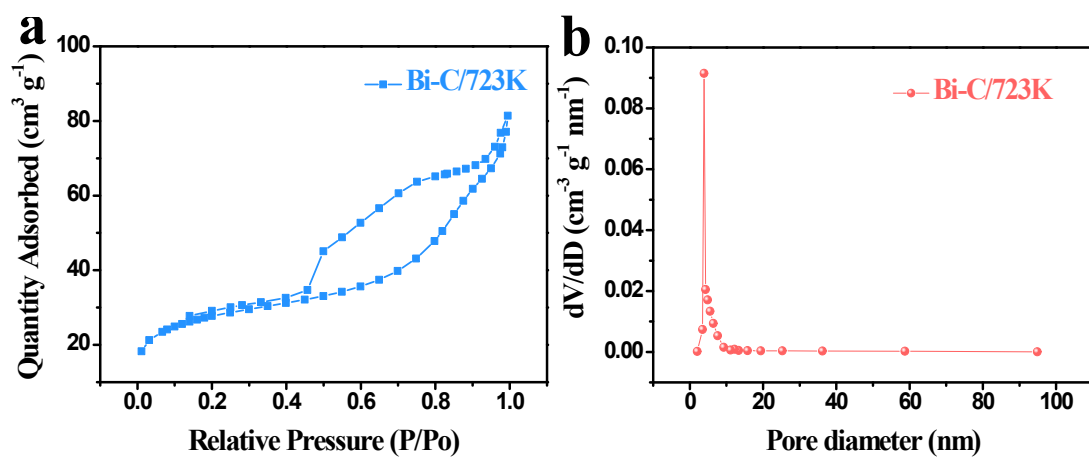 a
Quantity Adsorbed (cm³ g⁻¹)
100
80
60
40
20
Bi-C/723K
0.0 0.2 0.4 0.6 0.8 1.0
Relative Pressure (P/Po)
b
dV/dD (cm⁻³ g⁻¹ nm⁻¹)
0.10
0.08
0.06
0.04
0.02
0.00
Bi-C/723K
0 20 40 60 80 100
Pore diameter (nm)